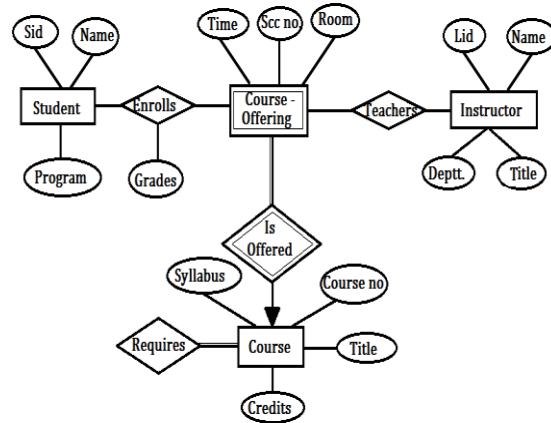 Sid
Name
Time
Scc no.
Room
Lid
Name
Student
Enrolls
Course -
Offering
Teachers
Instructor
Program
Grades
Deptt.
Title
Is
Offered
Syllabus
Course no
Requires
Course
Title
Credits